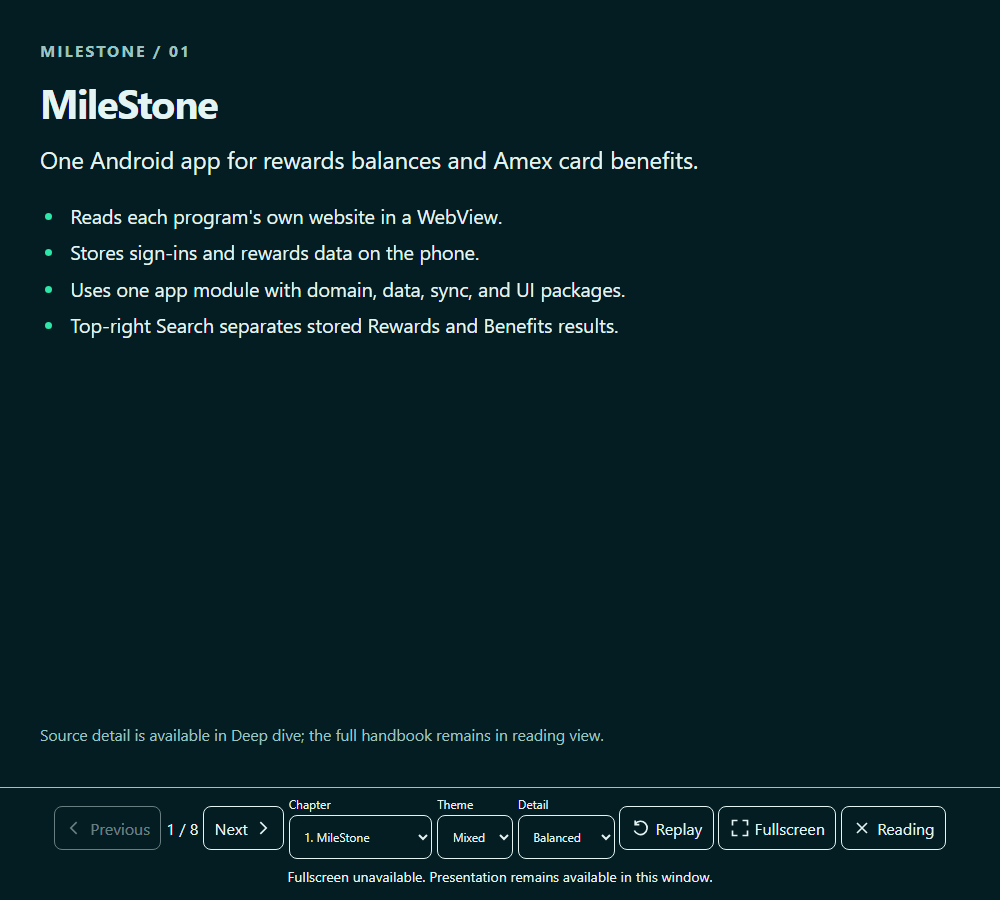 MILESTONE / 01
MileStone
One Android app for rewards balances and Amex card benefits.
Reads each program's own website in a WebView.
Stores sign-ins and rewards data on the phone.
Uses one app module with domain, data, sync, and UI packages.
Top-right Search separates stored Rewards and Benefits results.
Source detail is available in Deep dive; the full handbook remains in reading view.
Chapter Theme Detail
Previous 1 / 8 Next 1. MileStone Mixed Balanced Replay Fullscreen Reading
Fullscreen unavailable. Presentation remains available in this window.